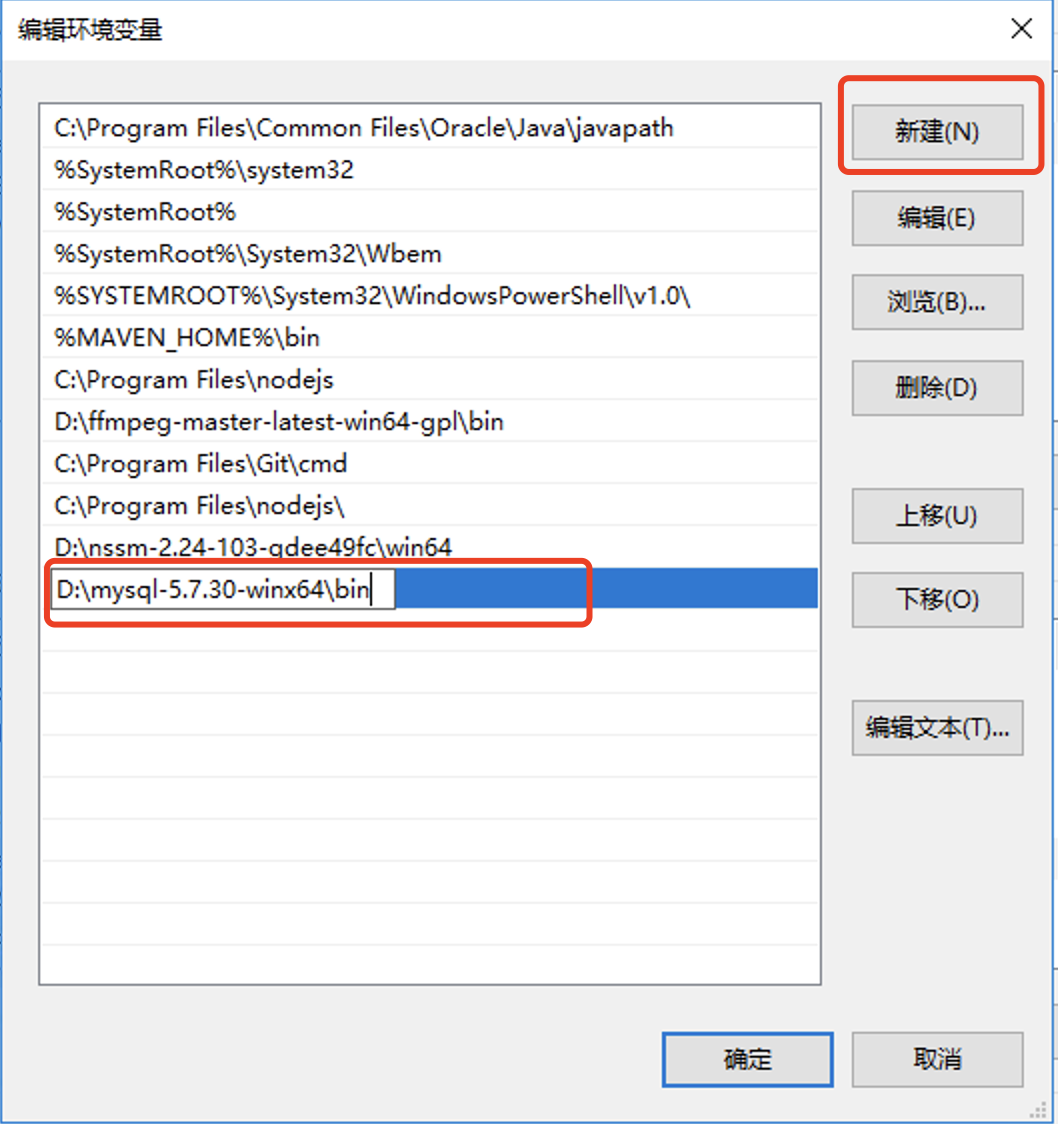 编辑环境变量
C:\Program Files\Common Files\Oracle\Java\javapath
%SystemRoot%\system32
%SystemRoot%
%SystemRoot%\System32\Wbem
%SYSTEMROOT%\System32\WindowsPowerShell\v1.0\
%MAVEN_HOME%\bin
C:\Program Files\nodejs
D:\ffmpeg-master-latest-win64-gpl\bin
C:\Program Files\Git\cmd
C:\Program Files\nodejs\
D:\nssm-2.24-103-gdee49fc\win64
D:\mysql-5.7.30-winx64\bin
新建(N)
编辑(E)
浏览(B)...
删除(D)
上移(U)
下移(O)
编辑文本(T)...
确定
取消